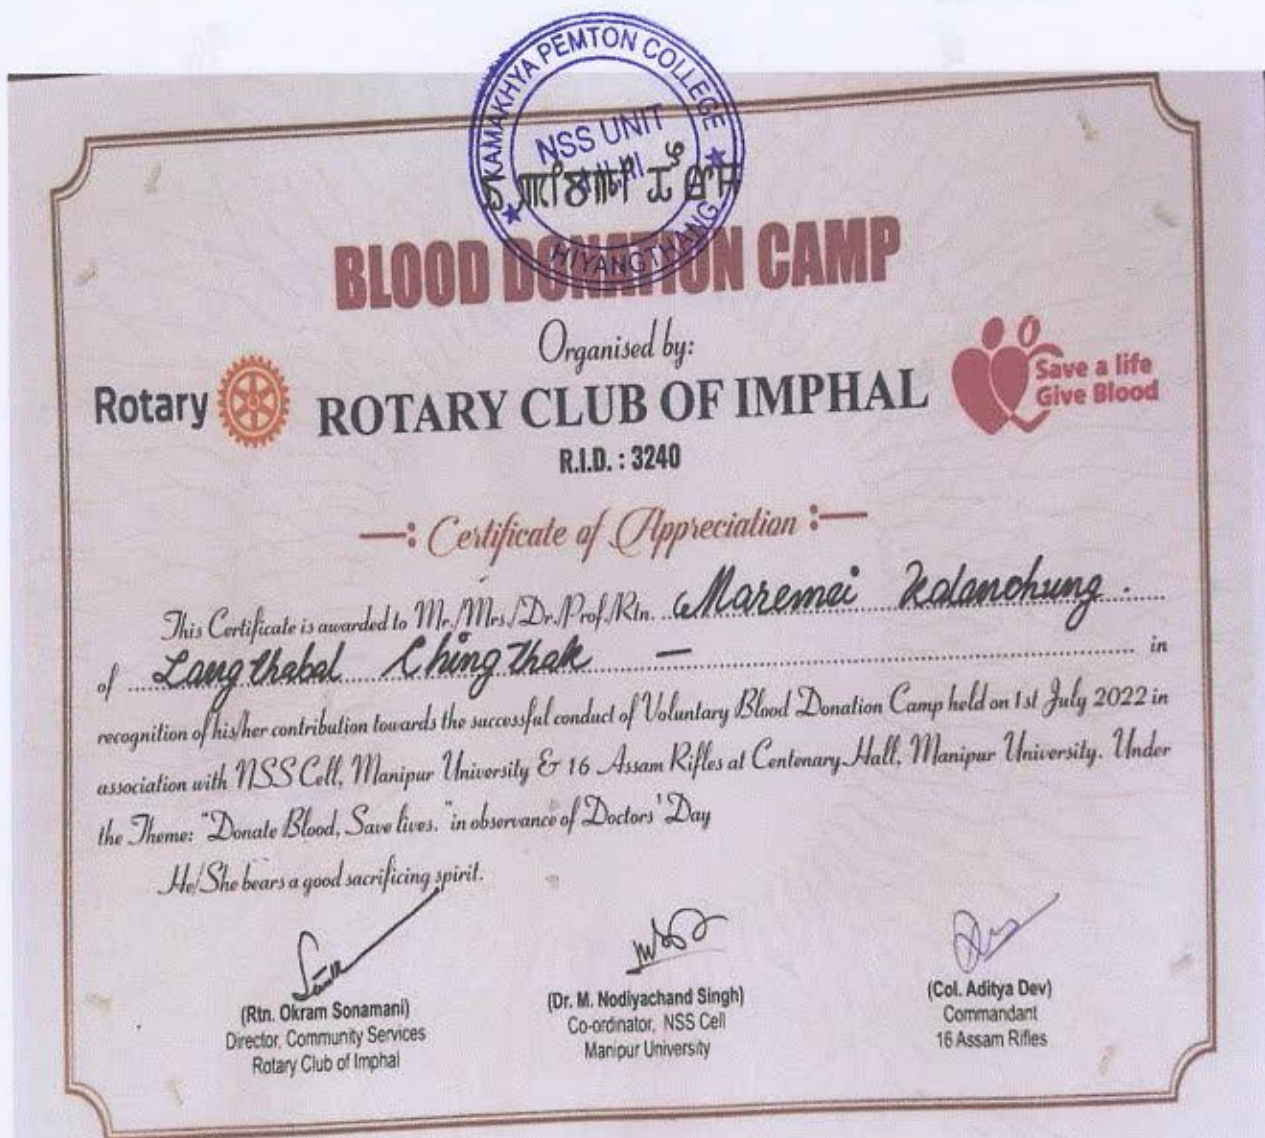 KAMAKHYA PEMTON COLLEGE
NSS UNIT
HIYANGTHANG
BLOOD DONATION CAMP
Organised by:
Rotary
ROTARY CLUB OF IMPHAL
Save a life
Give Blood
R.I.D. : 3240
Certificate of Appreciation
This Certificate is awarded to Mr./Mrs./Dr./Prof./Rtn. Maremei
of Langthabal Chingthak — in
recognition of his/her contribution towards the successful conduct of Voluntary Blood Donation Camp held on 1st July 2022 in
association with NSS Cell, Manipur University & 16 Assam Rifles at Centenary Hall, Manipur University. Under
the Theme: "Donate Blood, Save lives." in observance of Doctors' Day
He/She bears a good sacrificing spirit.
(Rtn. Okram Sonamani)
Director, Community Services
Rotary Club of Imphal
(Dr. M. Nodiyachand Singh)
Co-ordinator, NSS Cell
Manipur University
(Col. Aditya Dev)
Commandant
16 Assam Rifles